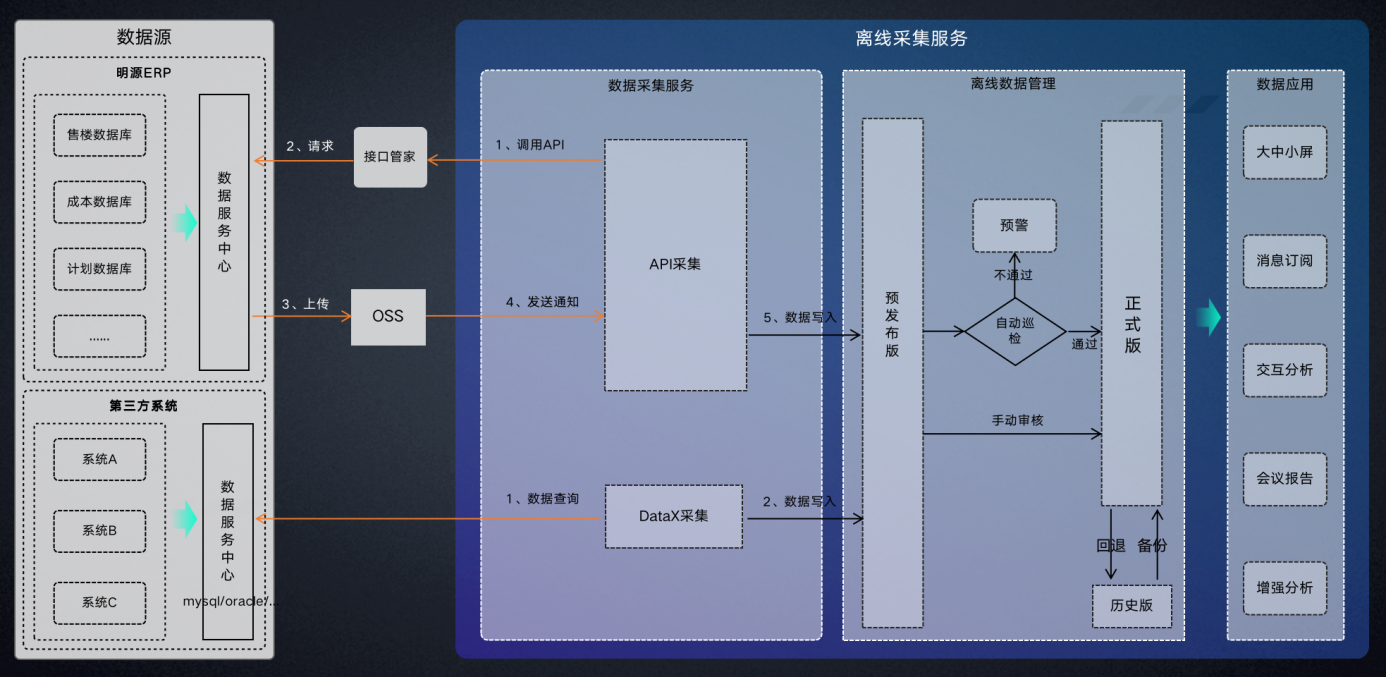 数据源
明源ERP
售楼数据库
成本数据库
计划数据库
......
数据服务中心
第三方系统
系统A
系统B
系统C
数据服务中心
mysql/oracle/...
2、请求
接口管家
3、上传
OSS
离线采集服务
数据采集服务
1、调用API
API采集
4、发送通知
5、数据写入
1、数据查询
DataX采集
2、数据写入
离线数据管理
预发布版
预警
不通过
自动巡
检
通过
手动审核
正式版
回退
备份
历史版
数据应用
大中小屏
消息订阅
交互分析
会议报告
增强分析